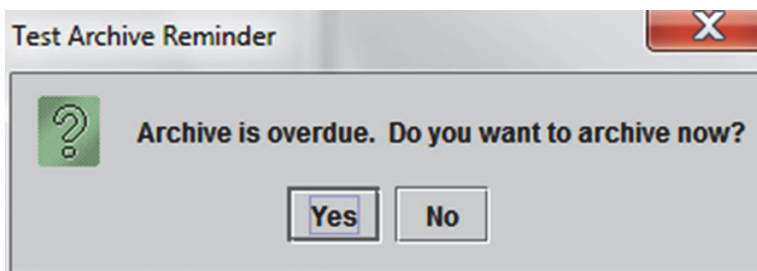 Test Archive Reminder
Archive is overdue. Do you want to archive now?
Yes No